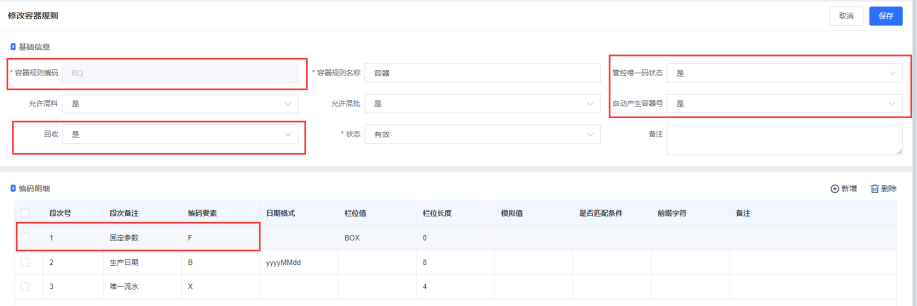 修改容器规则 取消 保存
基础信息
* 容器规则编码 RQ * 容器规则名称 容器 管控唯一码状态 是
允许混料 是 允许混批 是 自动产生容器号 是
回收 是 * 状态 有效 备注
编码明细 新增 删除
段次号 段次备注 编码要素 日期格式 栏位值 栏位长度 模拟值 是否匹配条件 前缀字符 备注
1 固定参数 F BOX 0
2 生产日期 B yyyyMMdd 8
3 唯一流水 X 4